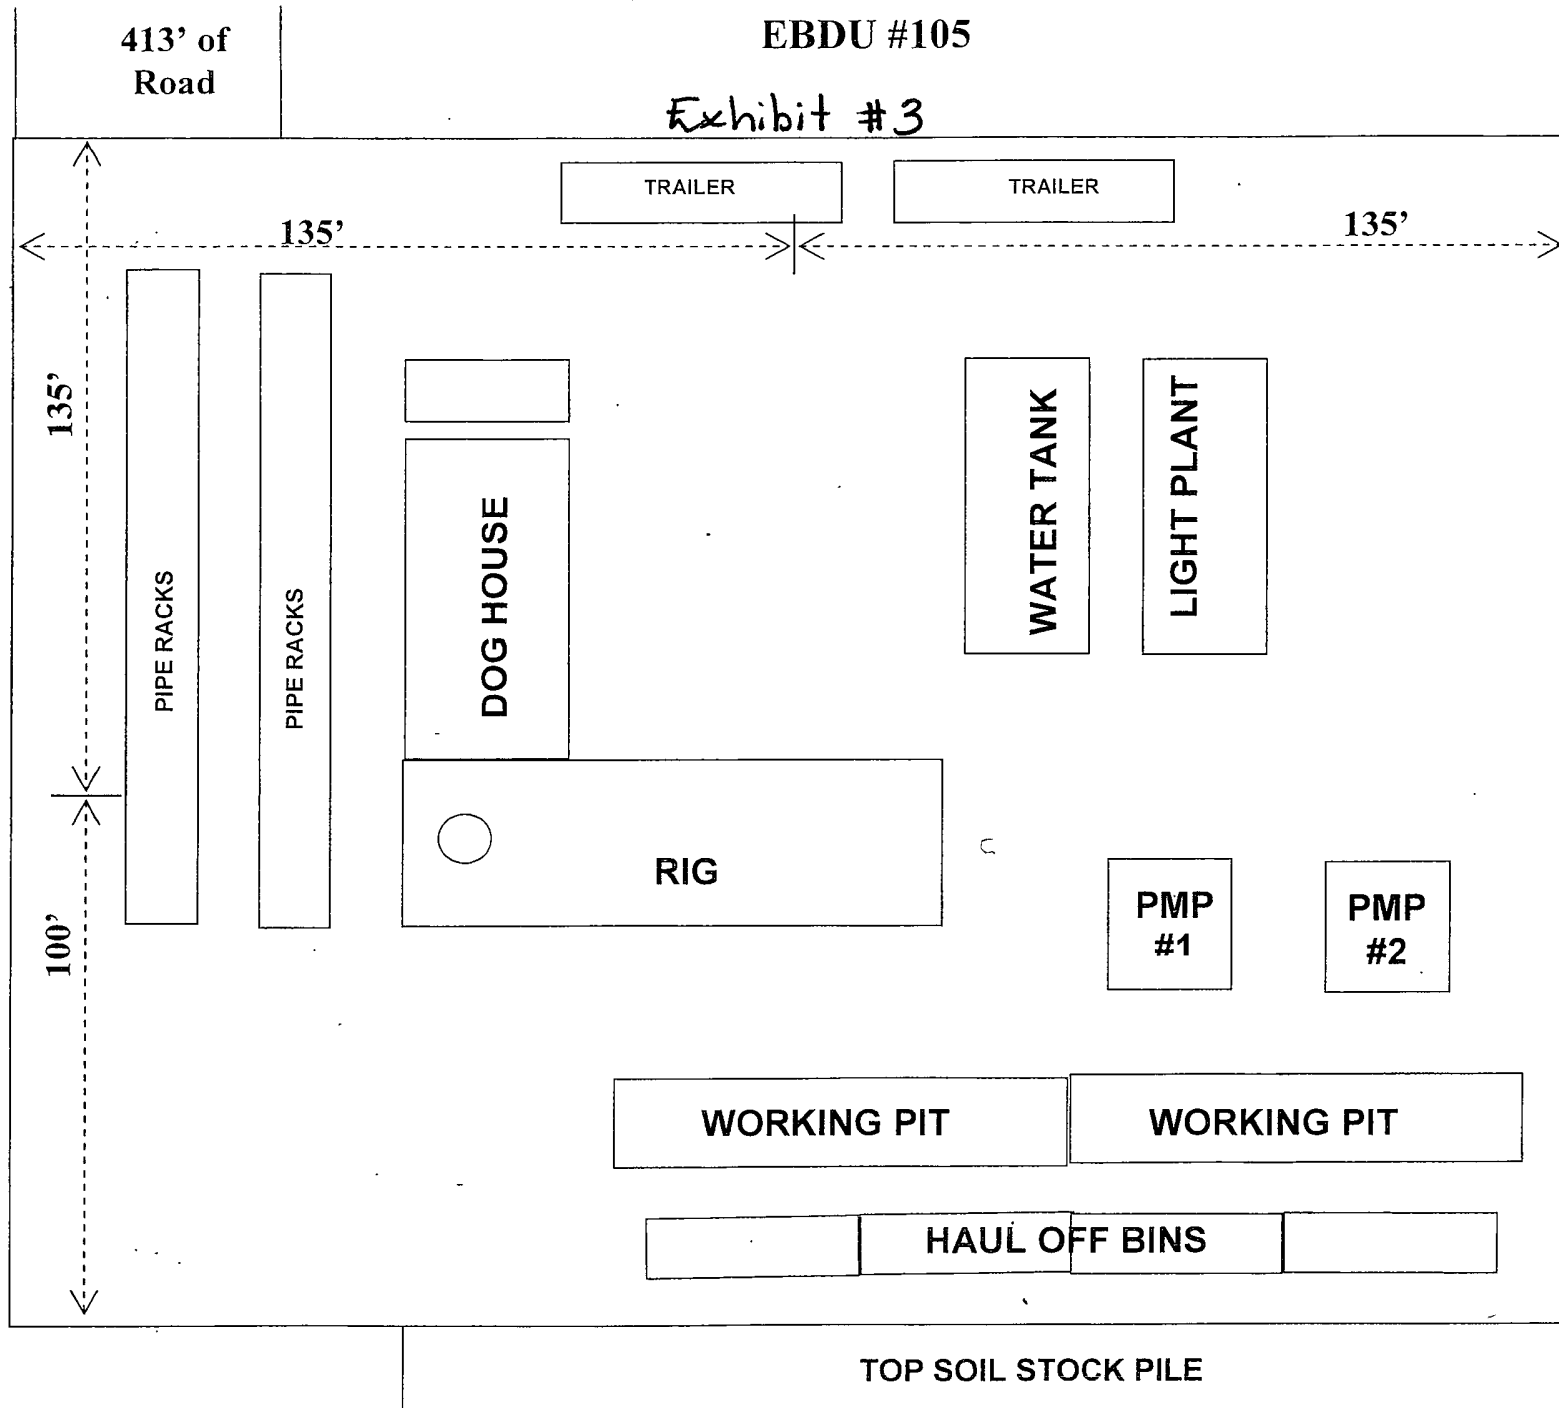 413’ of
Road
EBDU #105
Exhibit #3
TRAILER
TRAILER
135’
135’
135’
PIPE RACKS
PIPE RACKS
DOG HOUSE
WATER TANK
LIGHT PLANT
RIG
PMP
#1
PMP
#2
100’
WORKING PIT
WORKING PIT
HAUL OFF BINS
TOP SOIL STOCK PILE